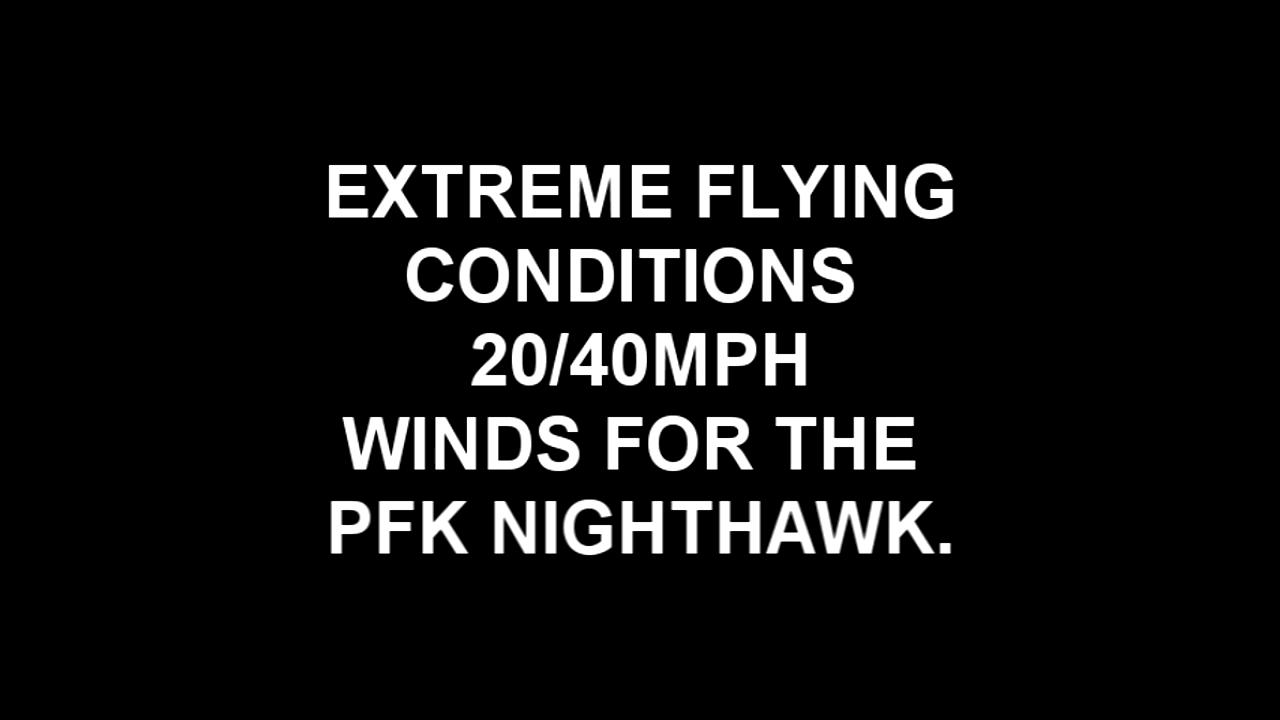 EXTREME FLYING
CONDITIONS
20/40MPH
WINDS FOR THE
PFK NIGHTHAWK.